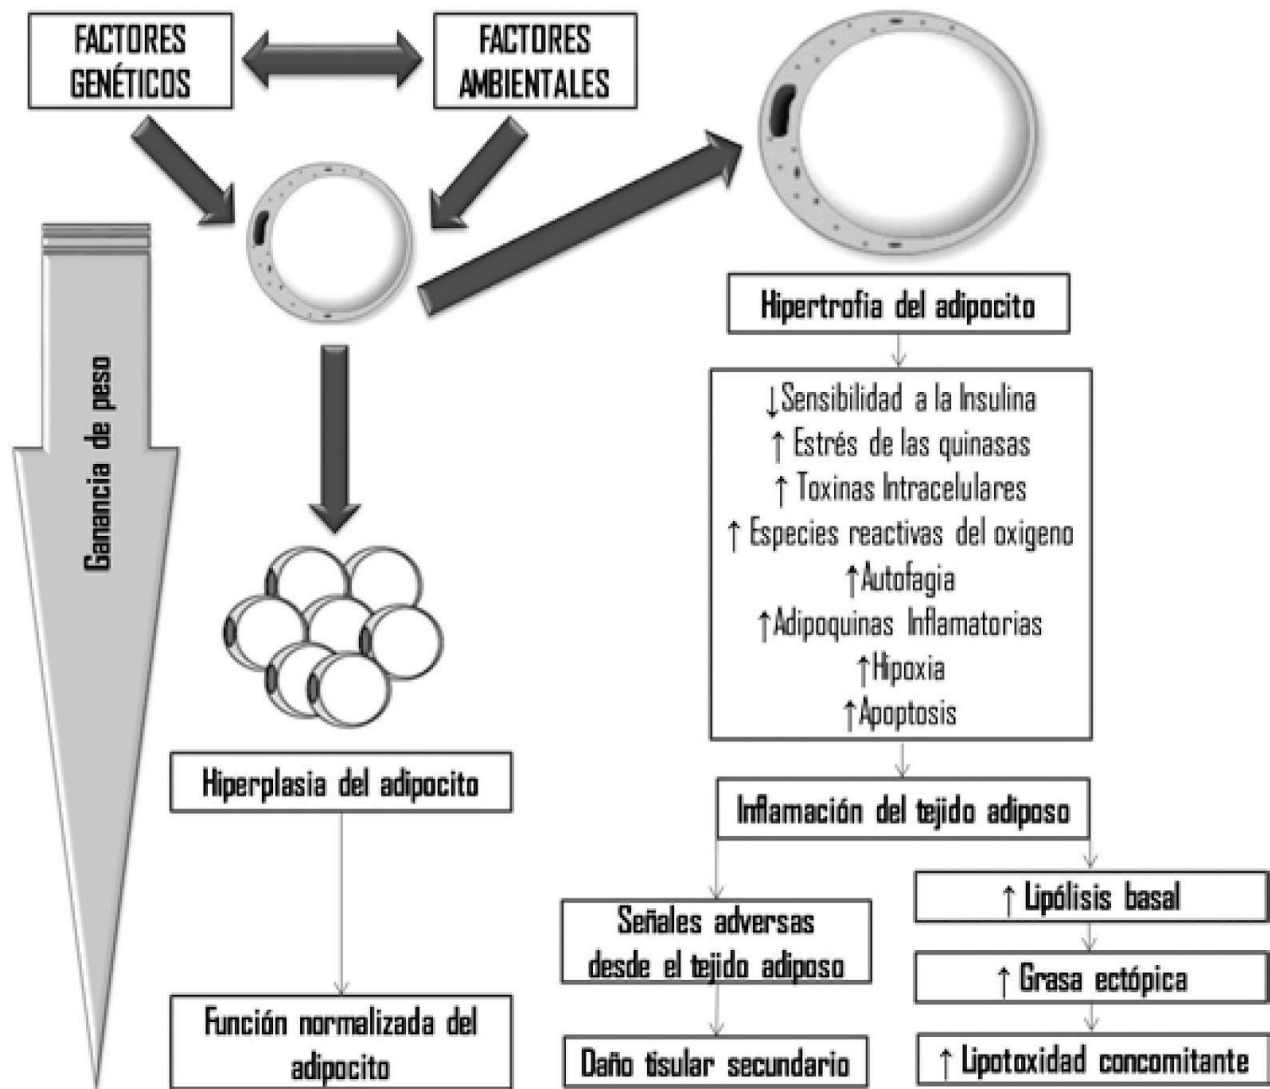 FACTORES
GENÉTICOS
FACTORES
AMBIENTALES
Ganancia de peso
Hipertrofia del adipocito
↓Sensibilidad a la Insulina
↑ Estrés de las quinasas
↑ Toxinas Intracelulares
↑ Especies reactivas del oxigeno
↑Autofagia
↑Adipoquinas Inflamatorias
↑Hipoxia
↑Apoptosis
Hiperplasia del adipocito
Inflamación del tejido adiposo
Señales adversas
desde el tejido adiposo
↑ Lipólisis basal
↑ Grasa ectópica
Función normalizada del
adipocito
Daño tisular secundario
↑ Lipotoxidad concomitante